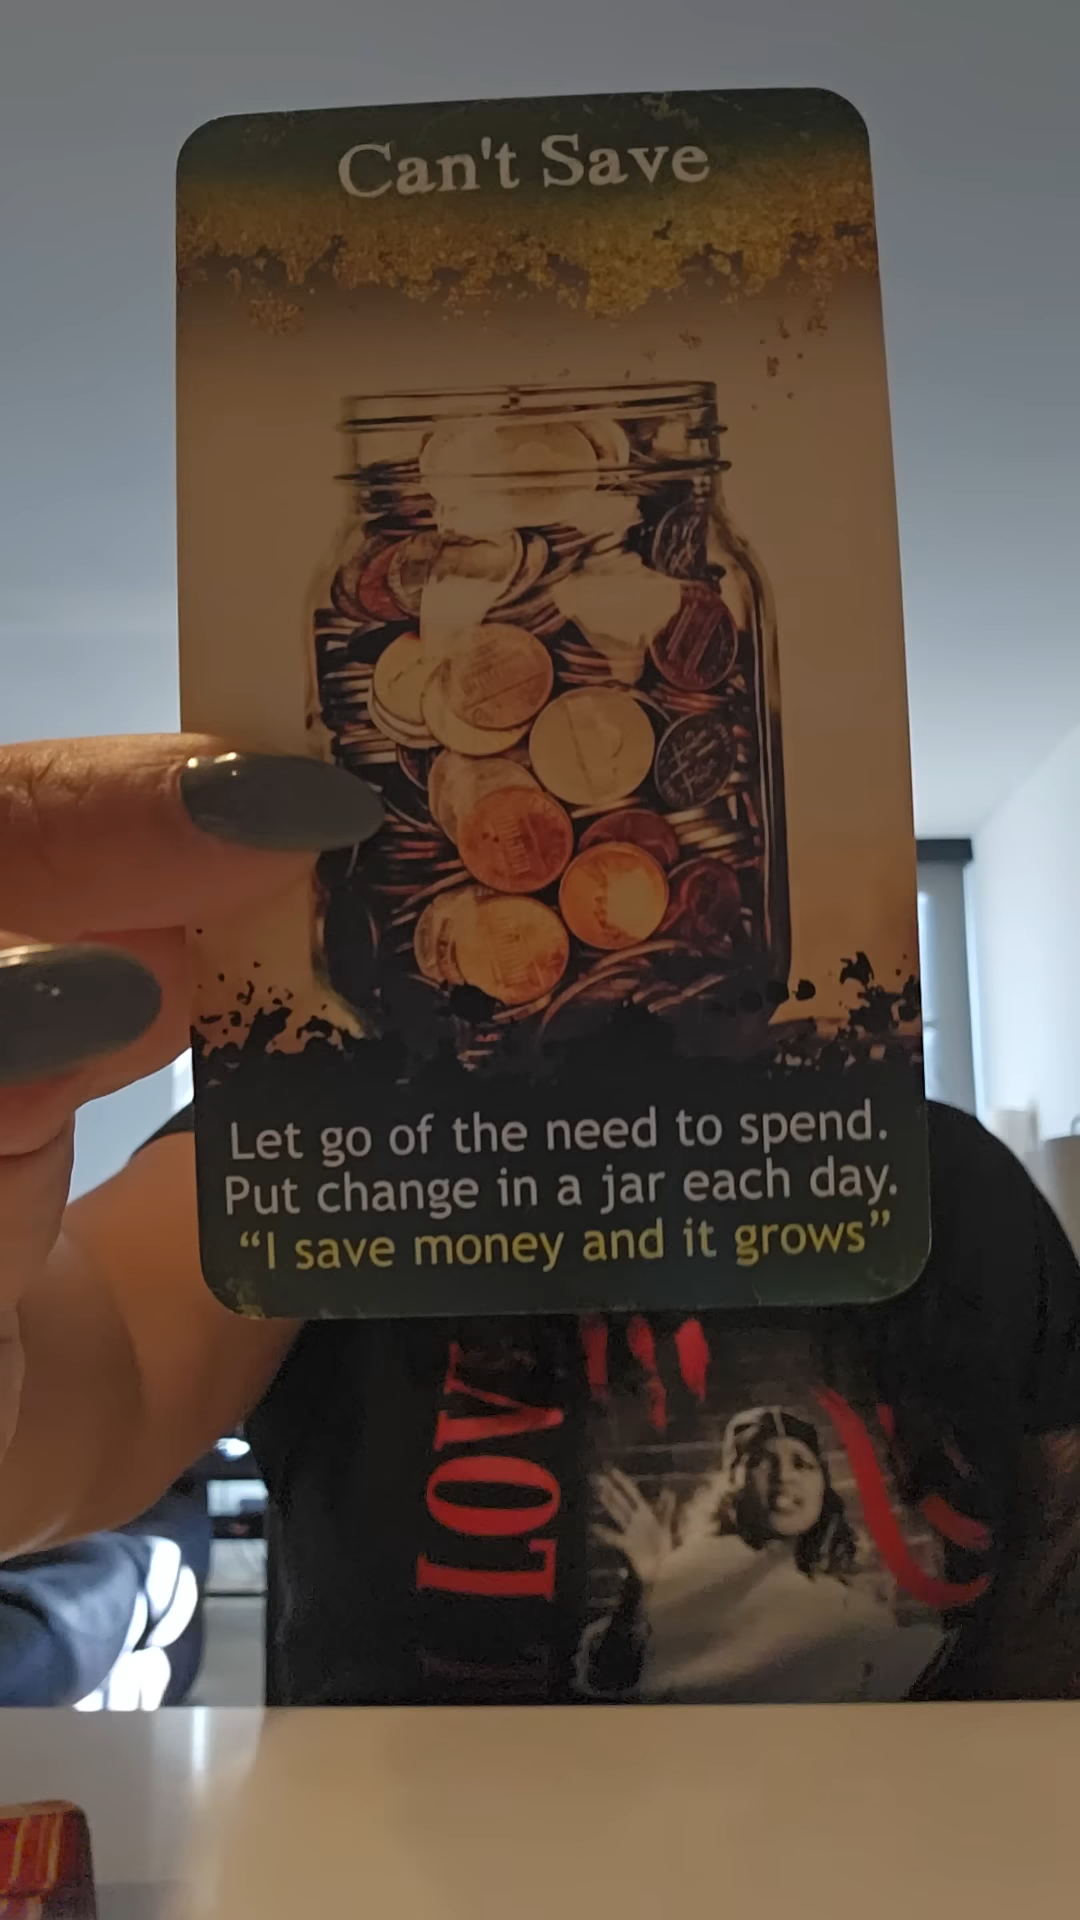 Can't Save
Let go of the need to spend.
Put change in a jar each day.
“I save money and it grows”
LOV